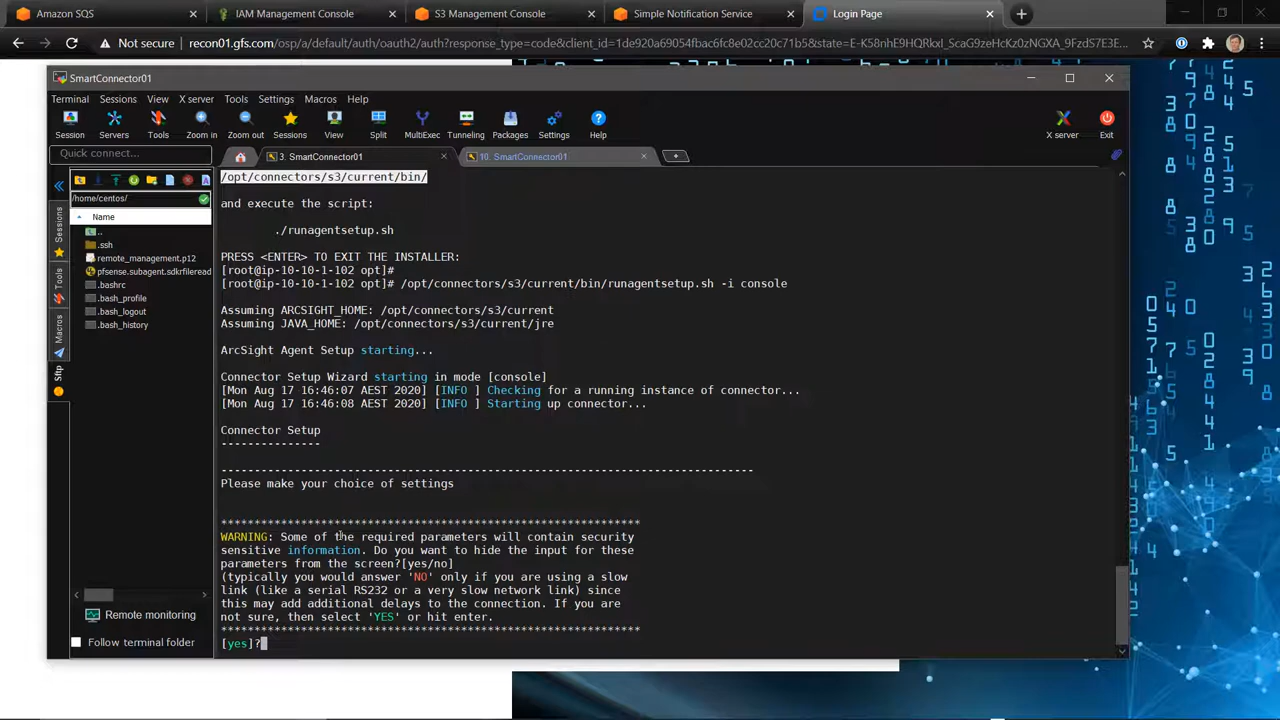 Amazon SQS
IAM Management Console
S3 Management Console
Simple Notification Service
Login Page
Not secure
recon01.gfs.com/osp/a/default/auth/oauth2/auth?response_type=code&client_id=1de920a69054fbac6fc8e02cc20c71b5&state=E-K58nhE9HQRkxI_ScaG9zeHcKz0zNGXA_9FzdS7E3E...
SmartConnector01
Terminal Sessions View X server Tools Settings Macros Help
Session Servers Tools Zoom in Zoom out Sessions View Split MultiExec Tunneling Packages Settings Help X server Exit
Quick connect...
3. SmartConnector01
10. SmartConnector01
/home/centos/
Name
..
.ssh
remote_management.p12
pfsense.subagent.sdkrfileread
.bashrc
.bash_profile
.bash_logout
.bash_history
Sessions
Tools
Macros
Sftp
Remote monitoring
Follow terminal folder
/opt/connectors/s3/current/bin/
and execute the script:
./runagentsetup.sh
PRESS <ENTER> TO EXIT THE INSTALLER:
[root@ip-10-10-1-102 opt]#
[root@ip-10-10-1-102 opt]# /opt/connectors/s3/current/bin/runagentsetup.sh -i console
Assuming ARCSIGHT_HOME: /opt/connectors/s3/current
Assuming JAVA_HOME: /opt/connectors/s3/current/jre
ArcSight Agent Setup starting...
Connector Setup Wizard starting in mode [console]
[Mon Aug 17 16:46:07 AEST 2020] [INFO ] Checking for a running instance of connector...
[Mon Aug 17 16:46:08 AEST 2020] [INFO ] Starting up connector...
Connector Setup
---------------
--------------------------------------------------------------------------------
Please make your choice of settings
***************************************************************
WARNING: Some of the required parameters will contain security
sensitive information. Do you want to hide the input for these
parameters from the screen?[yes/no]
(typically you would answer 'NO' only if you are using a slow
link (like a serial RS232 or a very slow network link) since
this may add additional delays to the connection. If you are
not sure, then select 'YES' or hit enter.
***************************************************************
[yes]?